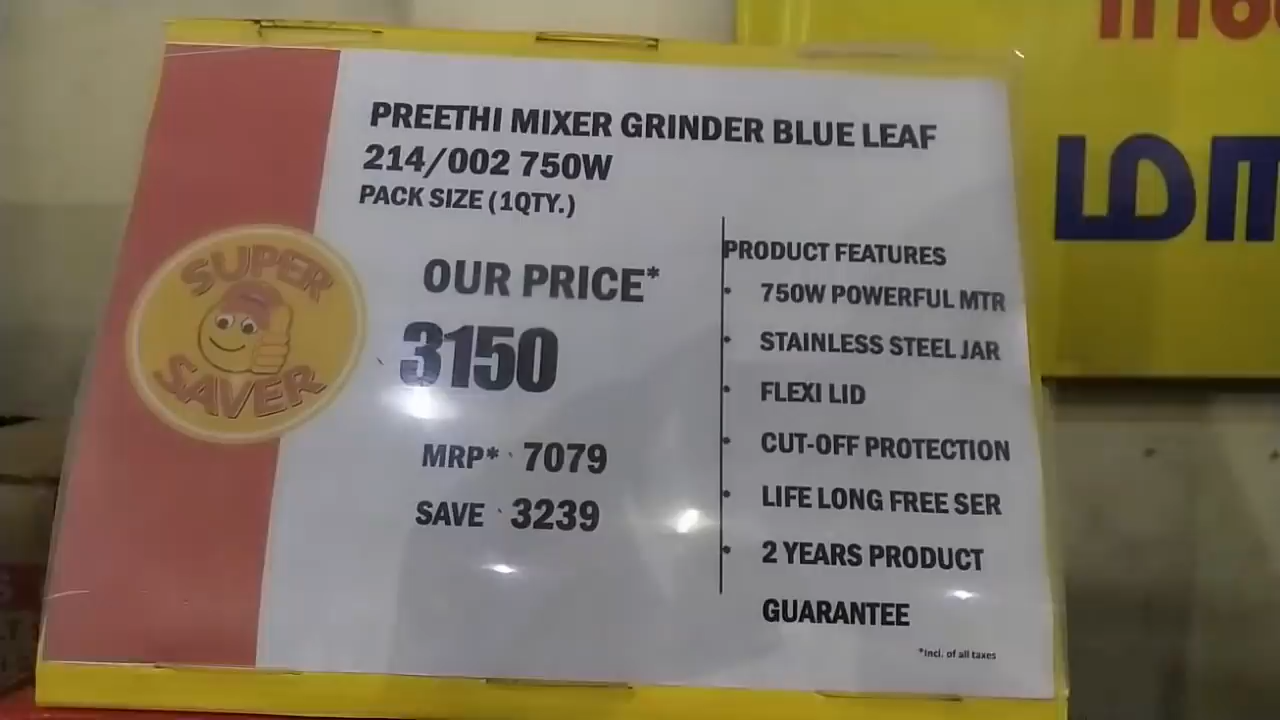 PREETHI MIXER GRINDER BLUE LEAF
214/002 750W
PACK SIZE (1QTY.)
SUPER
SAVER
OUR PRICE*
3150
MRP* 7079
SAVE 3239
PRODUCT FEATURES
• 750W POWERFUL MTR
• STAINLESS STEEL JAR
• FLEXI LID
• CUT-OFF PROTECTION
• LIFE LONG FREE SER
• 2 YEARS PRODUCT
GUARANTEE
*Incl. of all taxes